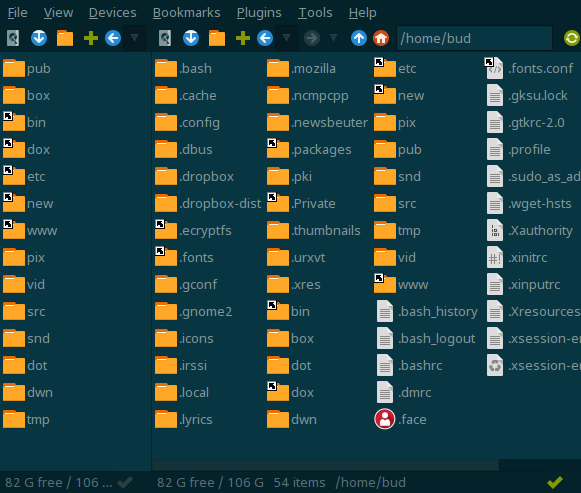 File View Devices Bookmarks Plugins Tools Help
/home/bud
pub
box
bin
dox
etc
new
www
pix
vid
src
snd
dot
dwn
tmp
.bash
.cache
.config
.dbus
.dropbox
.dropbox-dist
.ecryptfs
.fonts
.gconf
.gnome2
.icons
.irssi
.local
.lyrics
.mozilla
.ncmpcpp
.newsbeuter
.packages
.pki
.Private
.thumbnails
.urxvt
.xres
bin
box
dot
dox
dwn
etc
new
pix
pub
snd
src
tmp
vid
www
.bash_history
.bash_logout
.bashrc
.dmrc
.face
.fonts.conf
.gksu.lock
.gtkrc-2.0
.profile
.sudo_as_ad
.wget-hsts
.Xauthority
.xinitrc
.xinputrc
.Xresources
.xsession-er
.xsession-er
82 G free / 106 ...
82 G free / 106 G 54 items /home/bud